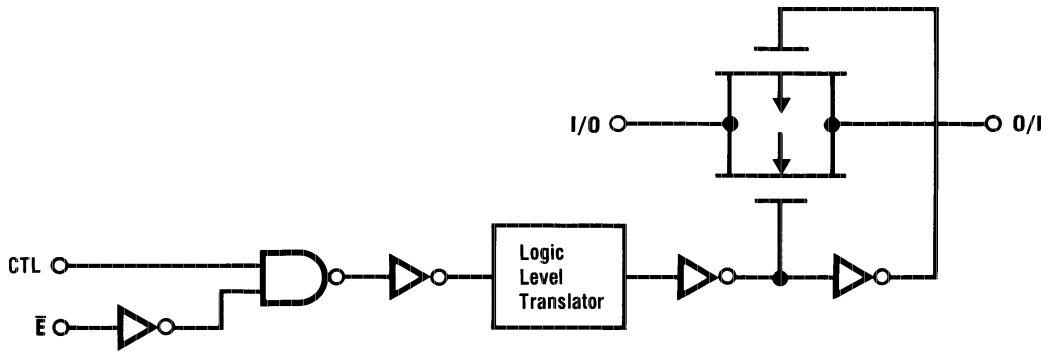 I/O
O/I
Logic
Level
Translator
CTL
E̅